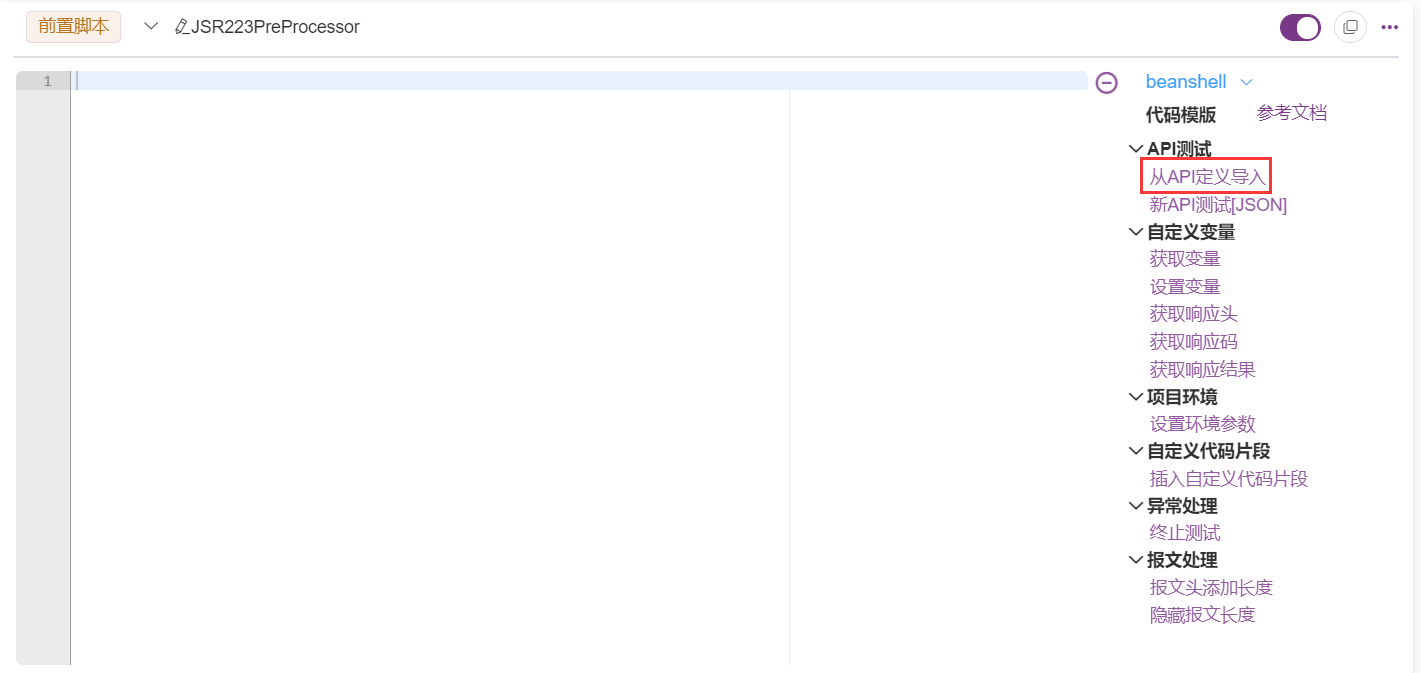 前置脚本 JSR223PreProcessor
1
beanshell
代码模版 参考文档
API测试
从API定义导入
新API测试[JSON]
自定义变量
获取变量
设置变量
获取响应头
获取响应码
获取响应结果
项目环境
设置环境参数
自定义代码片段
插入自定义代码片段
异常处理
终止测试
报文处理
报文头添加长度
隐藏报文长度